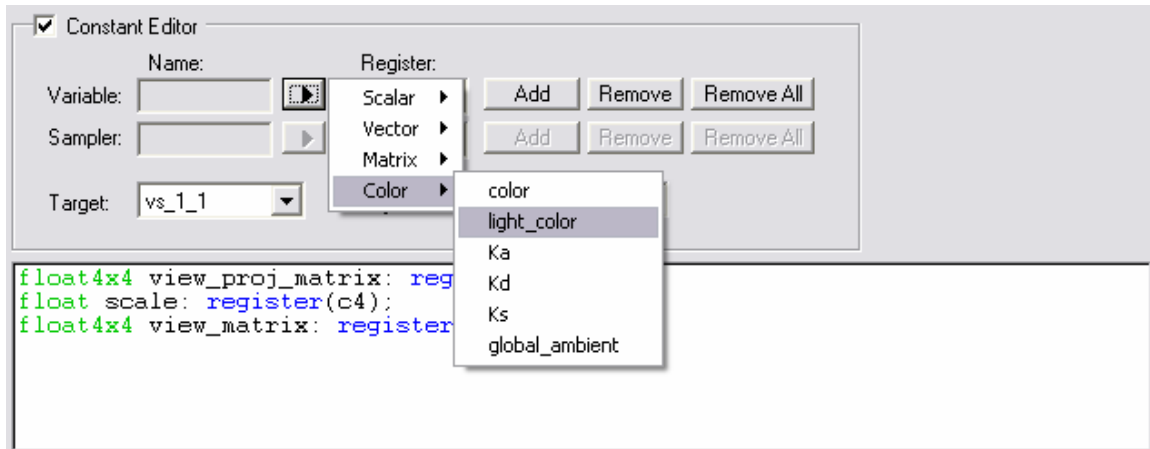 Constant Editor
Name: Register:
Variable: Scalar Add Remove Remove All
Sampler: Vector Add Remove Remove All
Matrix
Target: vs_1_1 Color color
light_color
Ka
Kd
Ks
global_ambient
float4x4 view_proj_matrix: reg
float scale: register(c4);
float4x4 view_matrix: register